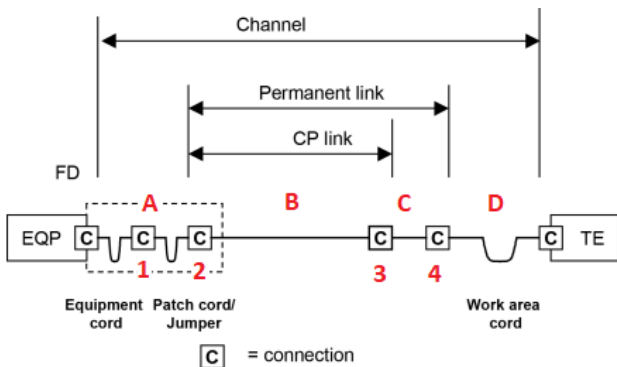 Channel
Permanent link
CP link
FD
A B C D
EQP C C C C C C TE
1 2 3 4
Equipment cord
Patch cord/ Jumper
Work area cord
C = connection